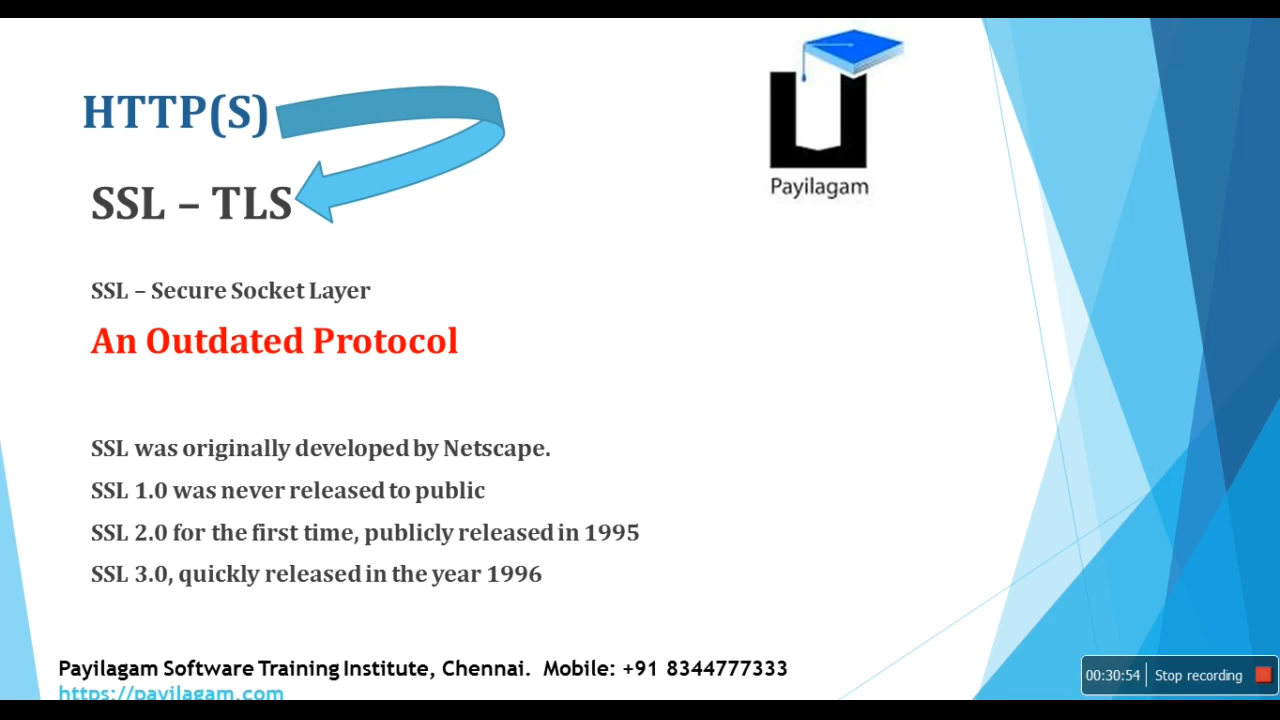 HTTP(S)
SSL – TLS
Payilagam
SSL – Secure Socket Layer
An Outdated Protocol
SSL was originally developed by Netscape.
SSL 1.0 was never released to public
SSL 2.0 for the first time, publicly released in 1995
SSL 3.0, quickly released in the year 1996
Payilagam Software Training Institute, Chennai.  Mobile: +91 8344777333
https://payilagam.com
00:30:54 Stop recording